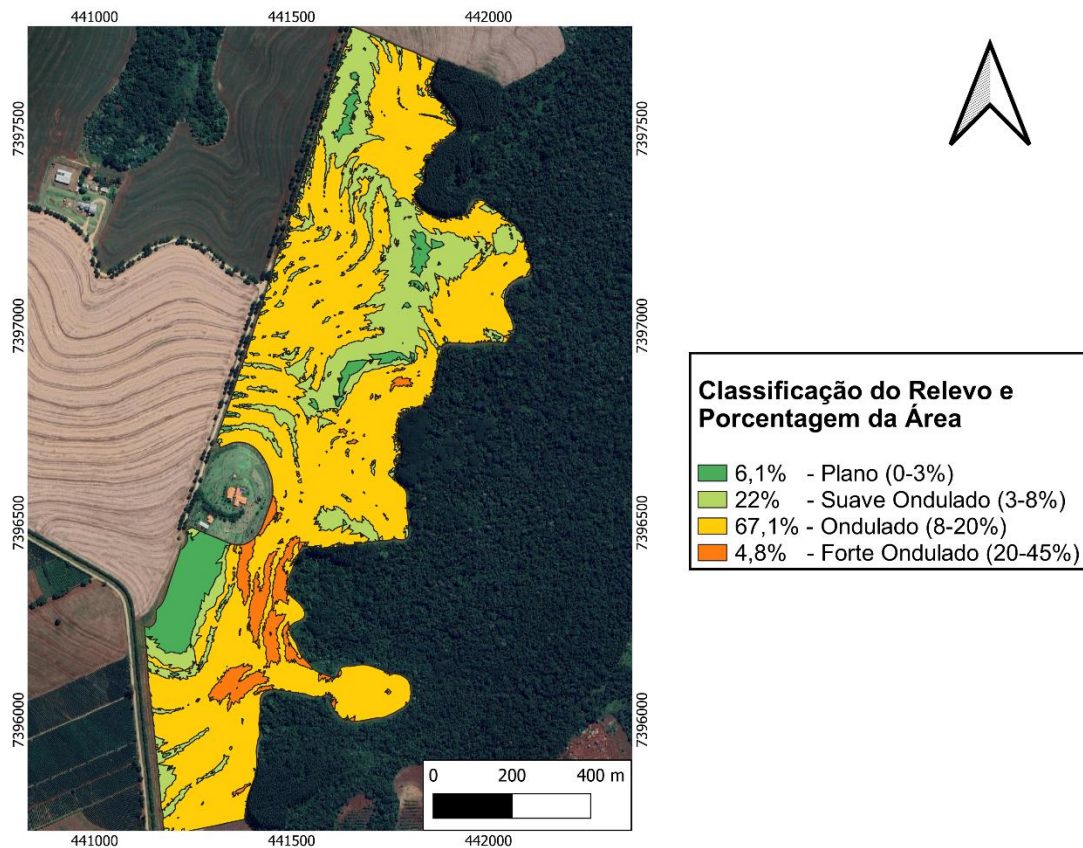 441000 441500 442000
7397500 7397500
7397000 7397000
Classificação do Relevo e
Porcentagem da Área
6,1% - Plano (0-3%)
22% - Suave Ondulado (3-8%)
67,1% - Ondulado (8-20%)
4,8% - Forte Ondulado (20-45%)
7396500 7396500
7396000 7396000
0 200 400 m
441000 441500 442000